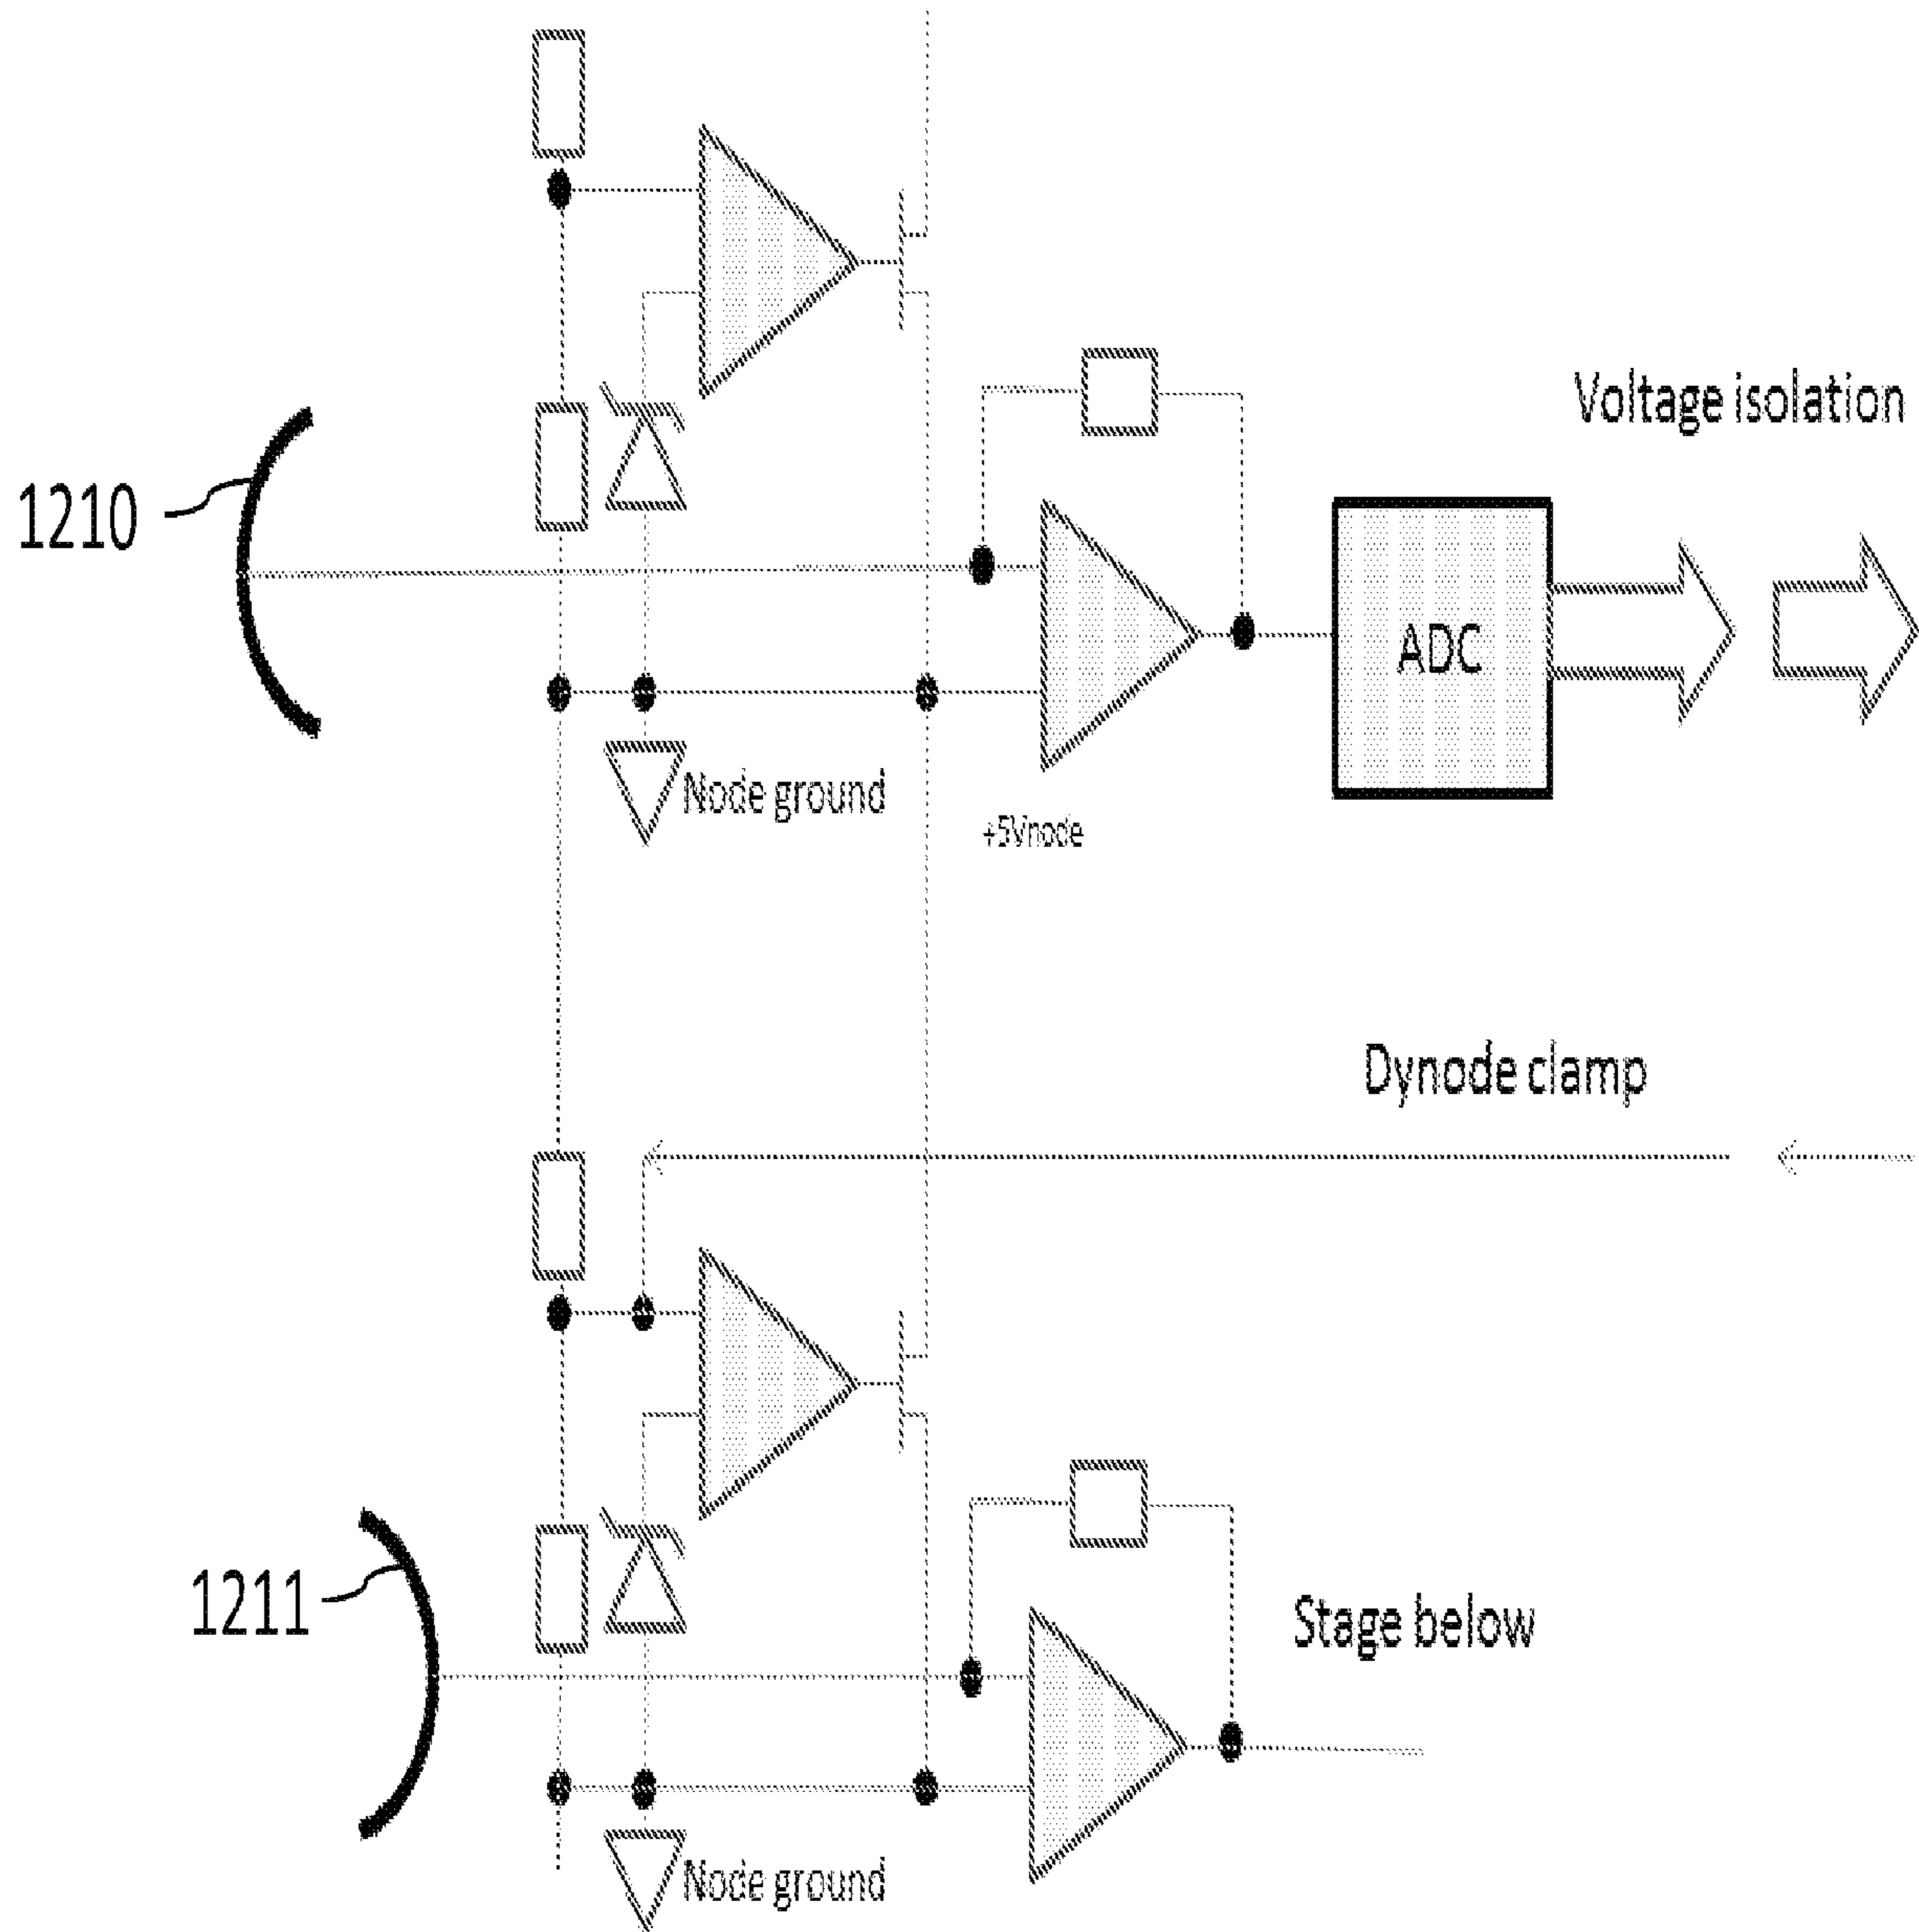 Voltage isolation
1210
ADC
Node ground
+5Vnode
Dynode clamp
1211
Stage below
Node ground